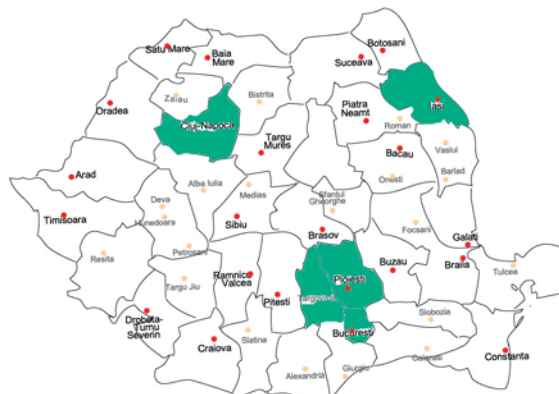 Botosani
Satu Mare
Baia
Mare
Suceava
Zalau
Bistrita
Oradea
Iasi
Piatra
Neamt
Roman
Cluj-Napoca
Targu
Mures
Bacau
Vaslui
Arad
Alba Iulia
Medias
Onesti
Barlad
Deva
Sfantul
Gheorghe
Timisoara
Hunedoara
Sibiu
Brasov
Focsani
Galati
Resita
Petrosani
Ramnicu
Valcea
Ploiesti
Buzau
Braila
Tulcea
Targu Jiu
Pitesti
Drobeta-
Turnu
Severin
Slobozia
Craiova
Slatina
Bucuresti
Constanta
Alexandria
Giurgiu